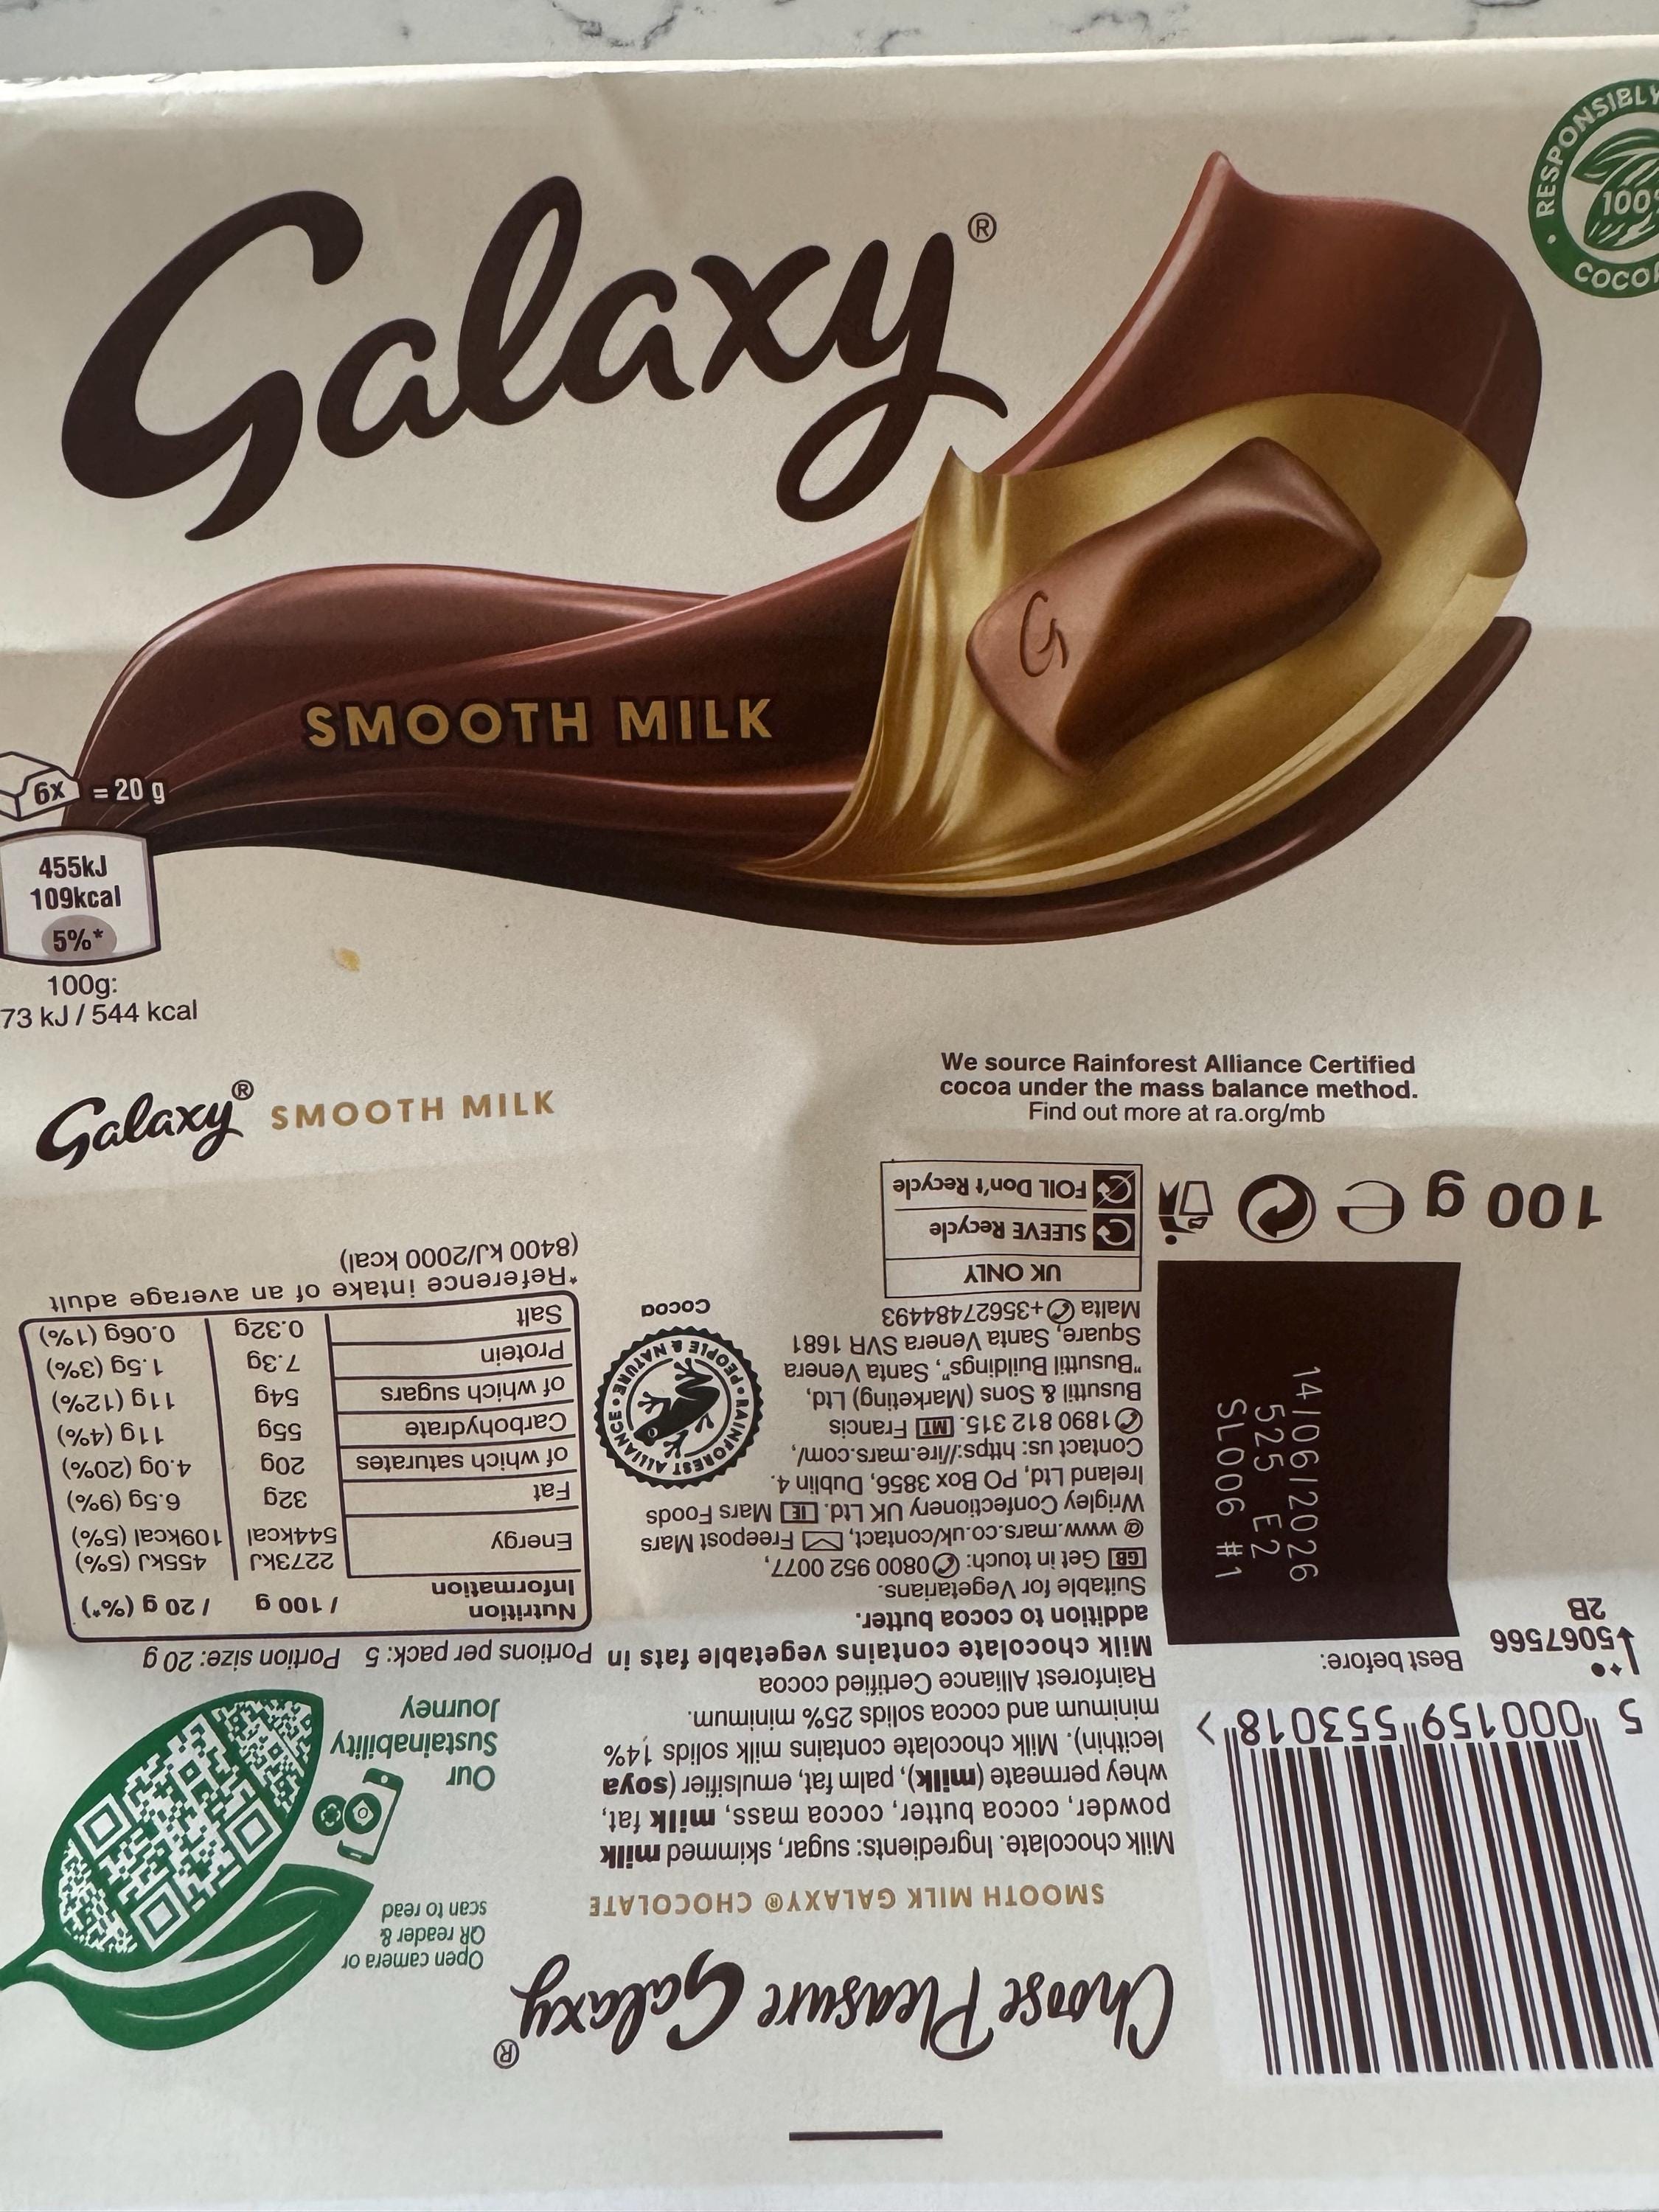 RESPONSIBLY
100%
COCOA
Galaxy®
SMOOTH MILK
G
6x = 20 g
455kJ
109kcal
5%*
100g:
73 kJ / 544 kcal
We source Rainforest Alliance Certified
cocoa under the mass balance method.
Find out more at ra.org/mb
Galaxy® SMOOTH MILK
Choose Pleasure Galaxy®
SMOOTH MILK GALAXY® CHOCOLATE
Milk chocolate. Ingredients: sugar, skimmed milk
powder, cocoa butter, cocoa mass, milk fat,
whey permeate (milk), palm fat, emulsifier (soya
lecithin). Milk chocolate contains milk solids 14%
minimum and cocoa solids 25% minimum.
Rainforest Alliance Certified cocoa
Milk chocolate contains vegetable fats in
addition to cocoa butter.
Suitable for Vegetarians.
GB Get in touch: 0800 952 0077,
@ www.mars.co.uk/contact, Freepost Mars
Wrigley Confectionery UK Ltd. IE Mars Foods
Ireland Ltd, PO Box 3856, Dublin 4.
Contact us: https://ire.mars.com/,
1890 812 315. MT Francis
Busuttil & Sons (Marketing) Ltd,
"Busuttil Buildings", Santa Venera
Square, Santa Venera SVR 1681
Malta +35627484493
UK ONLY
SLEEVE Recycle
FOIL Don't Recycle
RAINFOREST ALLIANCE • PEOPLE & NATURE •
Cocoa
Open camera or
QR reader &
scan to read
Our
Sustainability
Journey
Portions per pack: 5 Portion size: 20 g
Nutrition
Information / 100 g / 20 g (%*)
Energy 2273kJ 455kJ (5%)
544kcal 109kcal (5%)
Fat 32g 6.5g (9%)
of which saturates 20g 4.0g (20%)
Carbohydrate 55g 11g (4%)
of which sugars 54g 11g (12%)
Protein 7.3g 1.5g (3%)
Salt 0.32g 0.06g (1%)
*Reference intake of an average adult
(8400 kJ/2000 kcal)
5 000159 553018 >
5067566
2B
Best before:
14/06/2026
525 E2
SL006 #1
100 g e